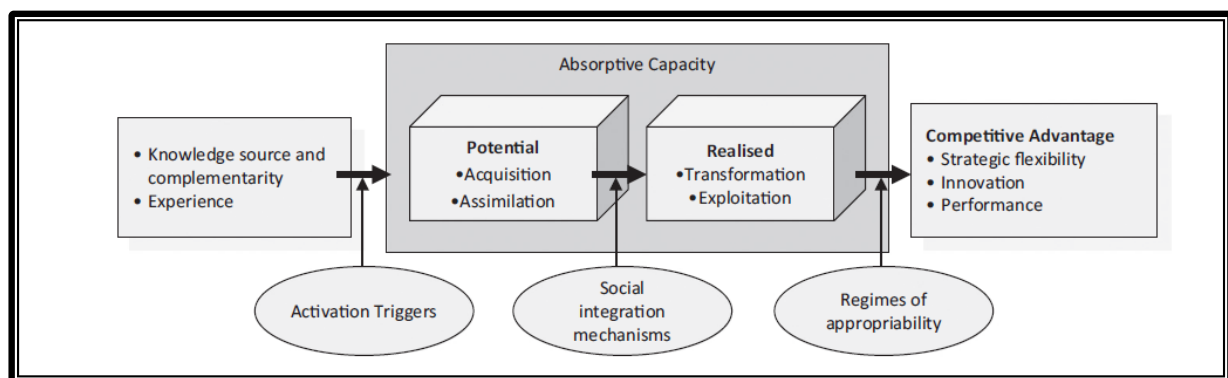 Absorptive Capacity
• Knowledge source and
complementarity
• Experience
Potential
•Acquisition
•Assimilation
Realised
•Transformation
•Exploitation
Competitive Advantage
• Strategic flexibility
• Innovation
• Performance
Activation Triggers
Social
integration
mechanisms
Regimes of
appropriability